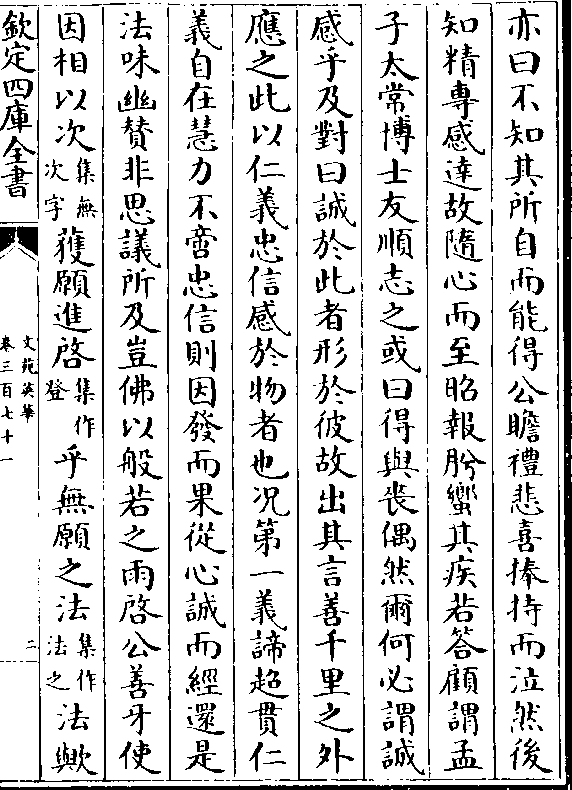 亦曰不知其所自而能得公瞻禮悲喜捧持而泣然後
知精專感達故隨心而至昭報肹蠁其疾若答顧謂孟
子太常博士友順志之或曰得與丧偶然爾何必謂誠
感乎及對曰誠於此者形於彼故出其言善千里之外
應之此以仁義忠信感於物者也况第一義諦超貫仁
義自在慧力不啻忠信則因發而果從心誠而經還是
法味幽賛非思議所及豈佛以般若之雨啓公善牙使
因相以次集無次字蒦願進啓集作登乎無願之法集作法之法歟
欽定四庫全書
文苑英華
卷三百七十一
二